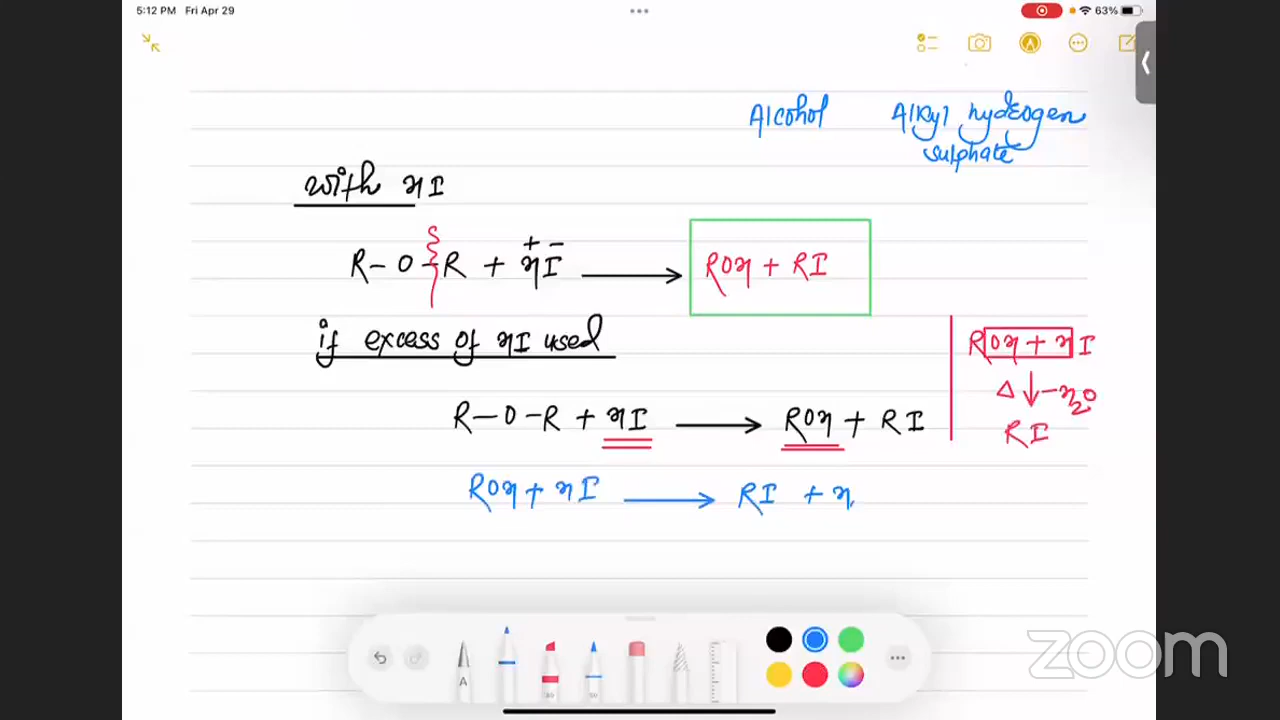 5:12 PM Fri Apr 29
63%
Alcohol Alkyl hydrogen
sulphate
with HI
R-O-R + HI → ROH + RI
+ -
if excess of HI used
ROH + HI
Δ ↓ -H2O
RI
R-O-R + HI → ROH + RI
ROH + HI → RI + H
A
zoom